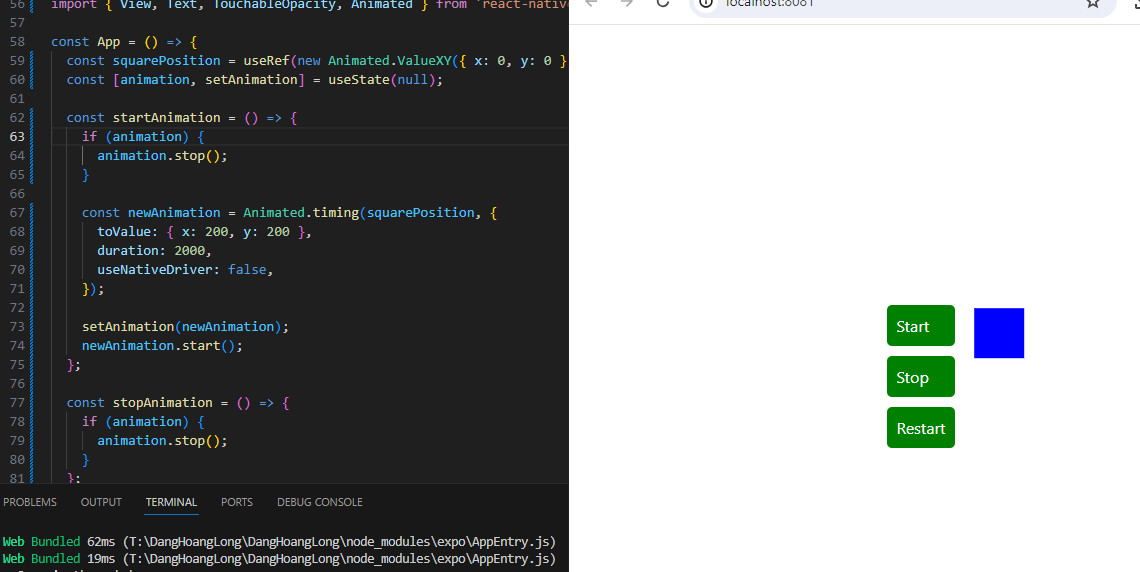 56 import { View, Text, TouchableOpacity, Animated } from 'react-native
57
58 const App = () => {
59 const squarePosition = useRef(new Animated.ValueXY({ x: 0, y: 0 }
60 const [animation, setAnimation] = useState(null);
61
62 const startAnimation = () => {
63 if (animation) {
64 animation.stop();
65 }
66
67 const newAnimation = Animated.timing(squarePosition, {
68 toValue: { x: 200, y: 200 },
69 duration: 2000,
70 useNativeDriver: false,
71 });
72
73 setAnimation(newAnimation);
74 newAnimation.start();
75 };
76
77 const stopAnimation = () => {
78 if (animation) {
79 animation.stop();
80 }
81 };
PROBLEMS OUTPUT TERMINAL PORTS DEBUG CONSOLE
Web Bundled 62ms (T:\DangHoangLong\DangHoangLong\node_modules\expo\AppEntry.js)
Web Bundled 19ms (T:\DangHoangLong\DangHoangLong\node_modules\expo\AppEntry.js)
localhost:8081
Start
Stop
Restart